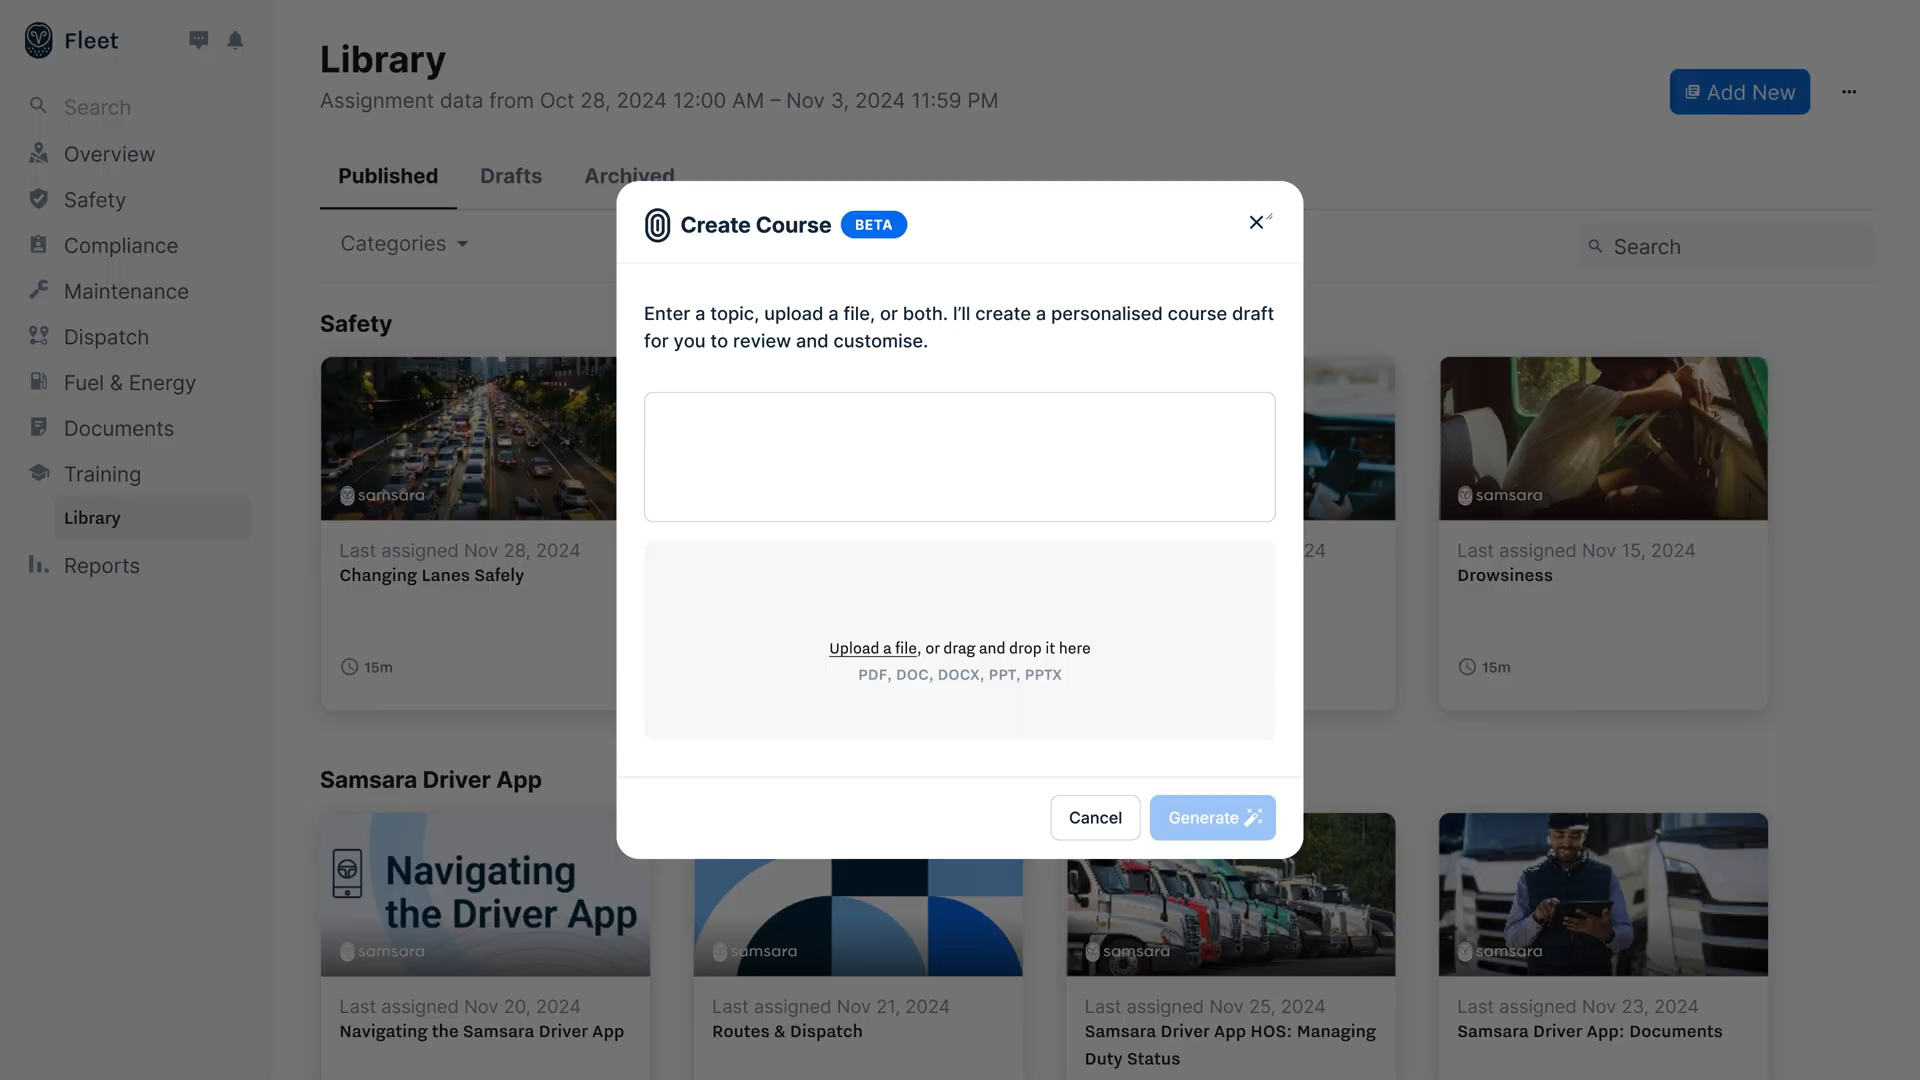 Fleet
Search
Overview
Safety
Compliance
Maintenance
Dispatch
Fuel & Energy
Documents
Training
Library
Reports
Library
Assignment data from Oct 28, 2024 12:00 AM – Nov 3, 2024 11:59 PM
Add New
Published
Drafts
Archived
Categories
Search
Create Course
BETA
Enter a topic, upload a file, or both. I’ll create a personalised course draft
for you to review and customise.
Upload a file, or drag and drop it here
PDF, DOC, DOCX, PPT, PPTX
Cancel
Generate
Safety
samsara
Last assigned Nov 28, 2024
Changing Lanes Safely
15m
24
samsara
Last assigned Nov 15, 2024
Drowsiness
15m
Samsara Driver App
Navigating
the Driver App
samsara
Last assigned Nov 20, 2024
Navigating the Samsara Driver App
samsara
Last assigned Nov 21, 2024
Routes & Dispatch
samsara
Last assigned Nov 25, 2024
Samsara Driver App HOS: Managing
Duty Status
samsara
Last assigned Nov 23, 2024
Samsara Driver App: Documents